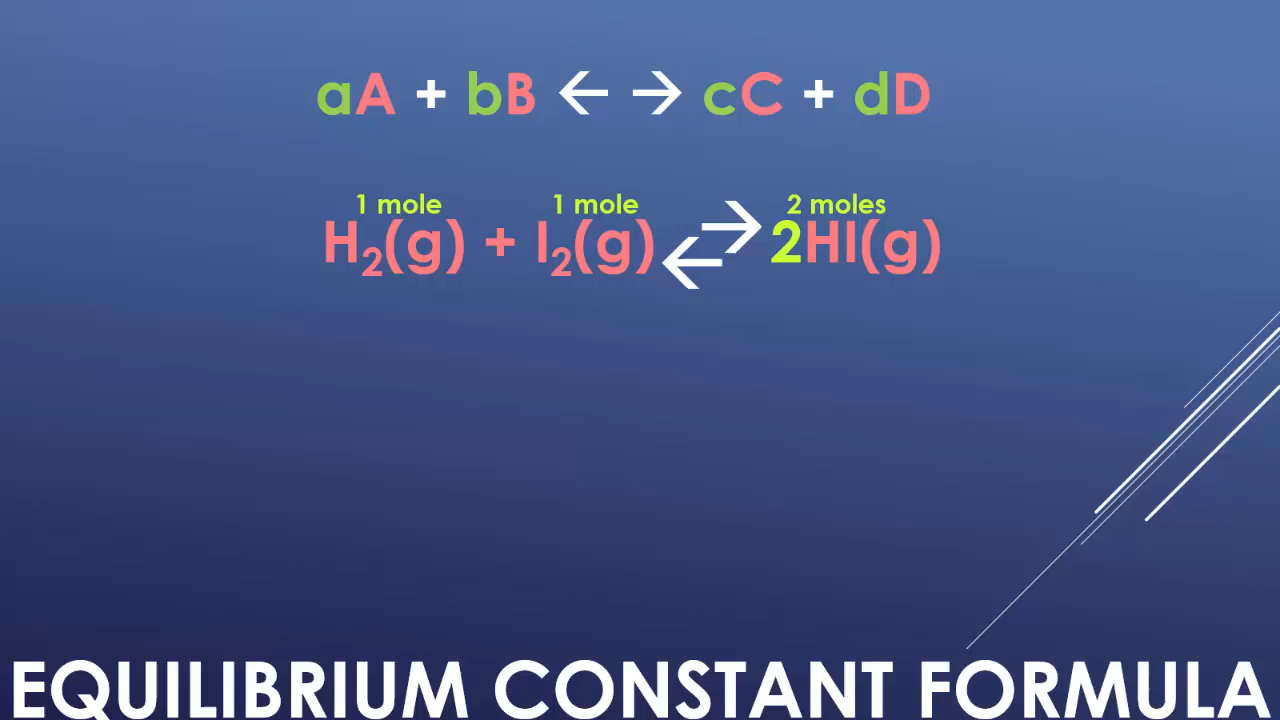 aA + bB ← → cC + dD
1 mole 1 mole 2 moles
H₂(g) + I₂(g) ⇄ 2HI(g)
EQUILIBRIUM CONSTANT FORMULA